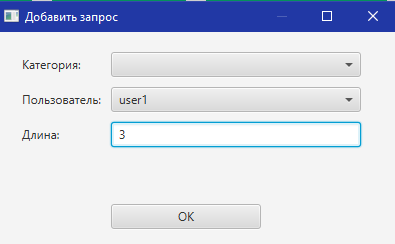 Добавить запрос
Категория:
Пользователь: user1
Длина: 3
OK